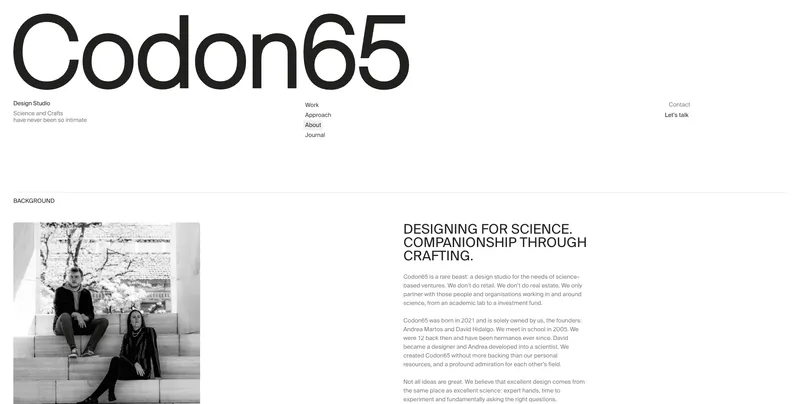 Codon65
Design Studio
Science and Crafts
have never been so intimate
Work
Approach
About
Journal
Contact
Let's talk
BACKGROUND
DESIGNING FOR SCIENCE.
COMPANIONSHIP THROUGH
CRAFTING.
Codon65 is a rare beast: a design studio for the needs of science-
based ventures. We don't do retail. We don't do real estate. We only
partner with those people and organisations working in and around
science, from an academic lab to a investment fund.
Codon65 was born in 2021 and is solely owned by us, the founders:
Andrea Martos and David Hidalgo. We meet in school in 2005. We
were 12 back then and have been hermanos ever since. David
became a designer and Andrea developed into a scientist. We
created Codon65 without more backing than our personal
resources, and a profound admiration for each other's field.
Not all ideas are great. We believe that excellent design comes from
the same place as excellent science: expert hands, time to
experiment and fundamentally asking the right questions.